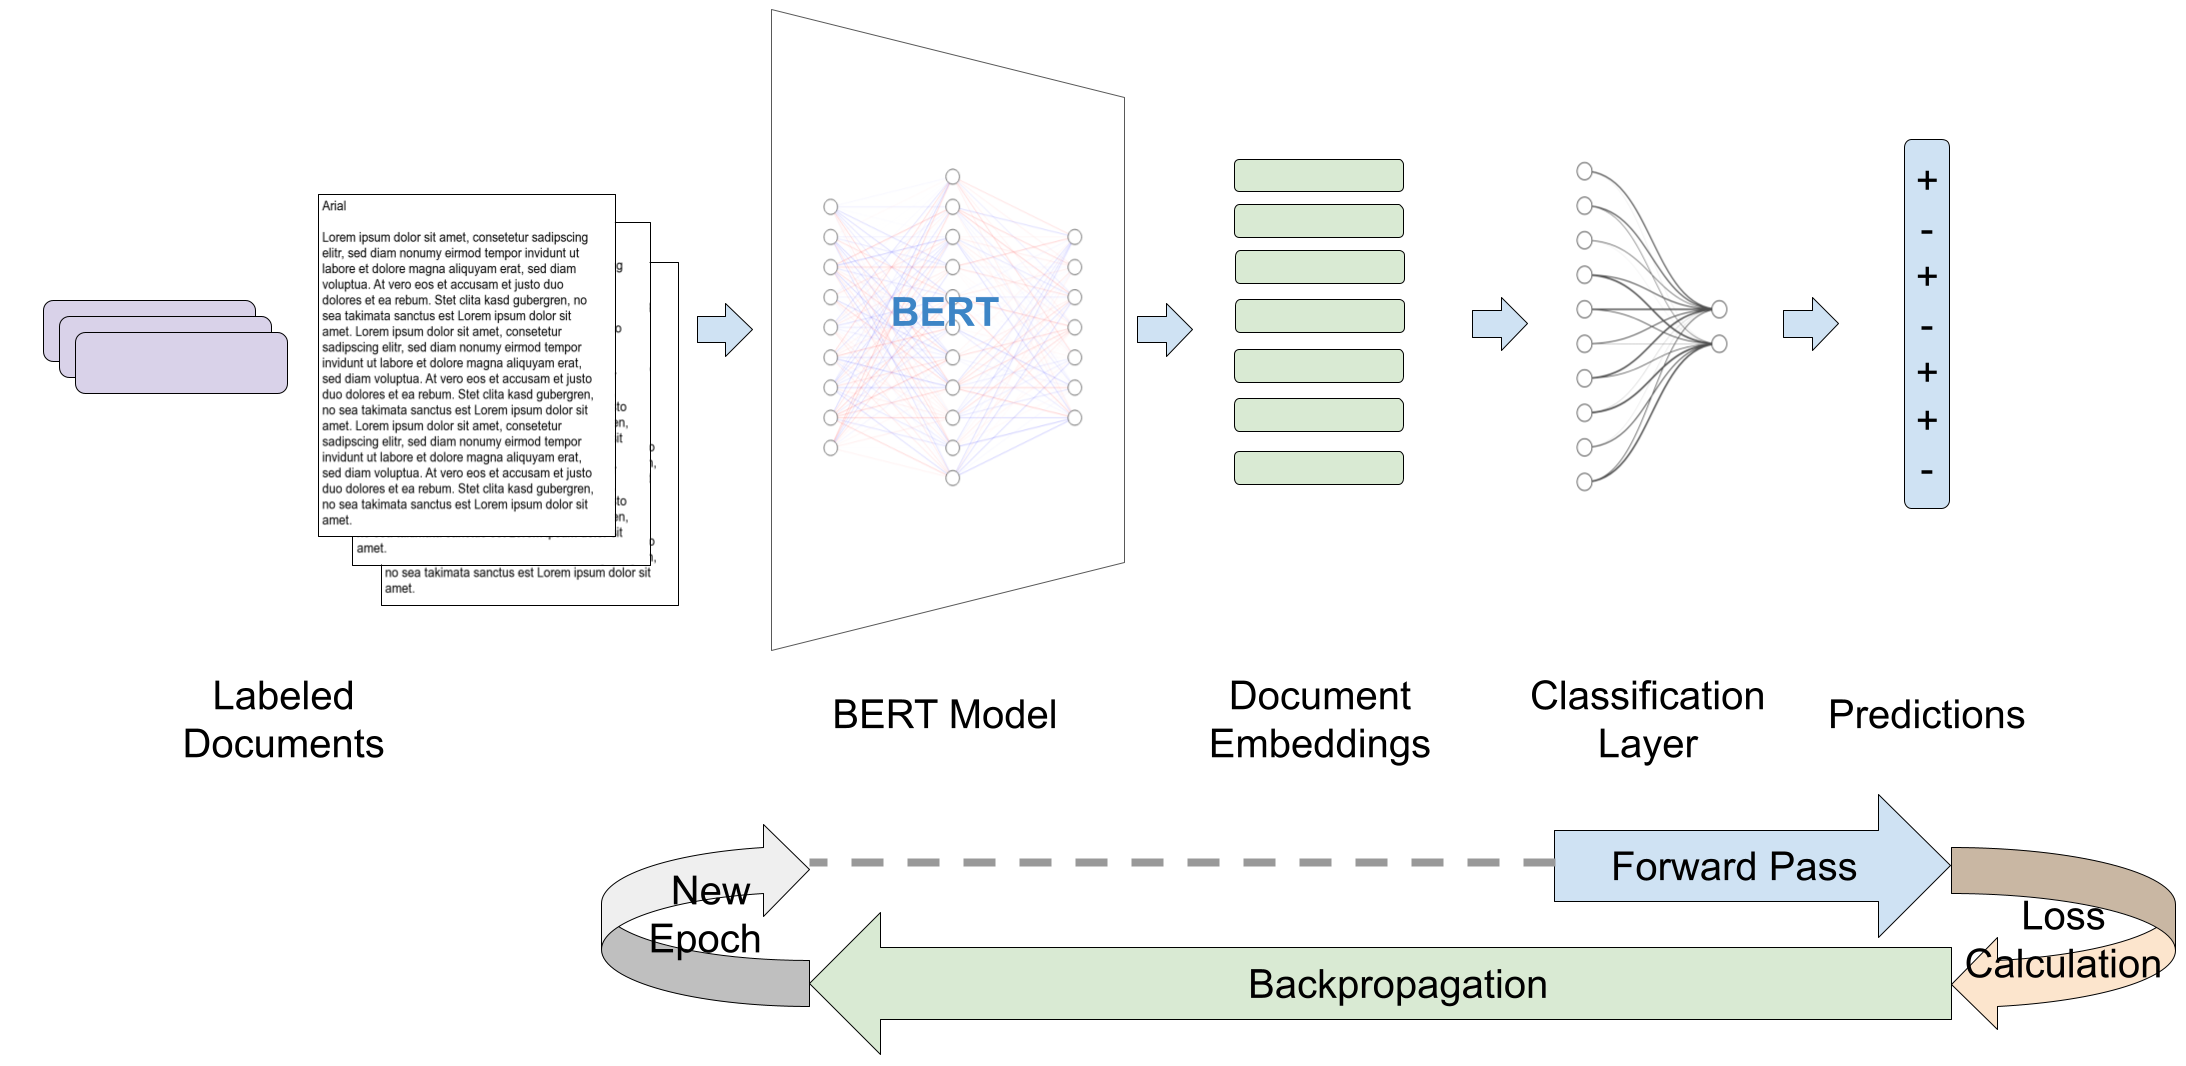 Arial
Lorem ipsum dolor sit amet, consetetur sadipscing
elitr, sed diam nonumy eirmod tempor invidunt ut
labore et dolore magna aliquyam erat, sed diam
voluptua. At vero eos et accusam et justo duo
dolores et ea rebum. Stet clita kasd gubergren, no
sea takimata sanctus est Lorem ipsum dolor sit
amet. Lorem ipsum dolor sit amet, consetetur
sadipscing elitr, sed diam nonumy eirmod tempor
invidunt ut labore et dolore magna aliquyam erat,
sed diam voluptua. At vero eos et accusam et justo
duo dolores et ea rebum. Stet clita kasd gubergren,
no sea takimata sanctus est Lorem ipsum dolor sit
amet. Lorem ipsum dolor sit amet, consetetur
sadipscing elitr, sed diam nonumy eirmod tempor
invidunt ut labore et dolore magna aliquyam erat,
sed diam voluptua. At vero eos et accusam et justo
duo dolores et ea rebum. Stet clita kasd gubergren,
no sea takimata sanctus est Lorem ipsum dolor sit
amet.
amet.
no sea takimata sanctus est Lorem ipsum dolor sit
amet.
BERT
+
-
+
-
+
+
-
Labeled
Documents
BERT Model
Document
Embeddings
Classification
Layer
Predictions
New
Epoch
Forward Pass
Loss
Calculation
Backpropagation